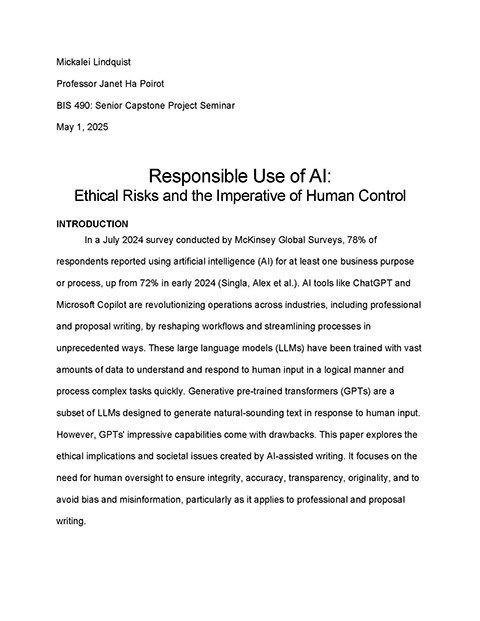 Mickalei Lindquist
Professor Janet Ha Poirot
BIS 490: Senior Capstone Project Seminar
May 1, 2025
Responsible Use of AI:
Ethical Risks and the Imperative of Human Control
INTRODUCTION
In a July 2024 survey conducted by McKinsey Global Surveys, 78% of
respondents reported using artificial intelligence (AI) for at least one business purpose
or process, up from 72% in early 2024 (Singla, Alex et al.). AI tools like ChatGPT and
Microsoft Copilot are revolutionizing operations across industries, including professional
and proposal writing, by reshaping workflows and streamlining processes in
unprecedented ways. These large language models (LLMs) have been trained with vast
amounts of data to understand and respond to human input in a logical manner and
process complex tasks quickly. Generative pre-trained transformers (GPTs) are a
subset of LLMs designed to generate natural-sounding text in response to human input.
However, GPTs' impressive capabilities come with drawbacks. This paper explores the
ethical implications and societal issues created by AI-assisted writing. It focuses on the
need for human oversight to ensure integrity, accuracy, transparency, originality, and to
avoid bias and misinformation, particularly as it applies to professional and proposal
writing.